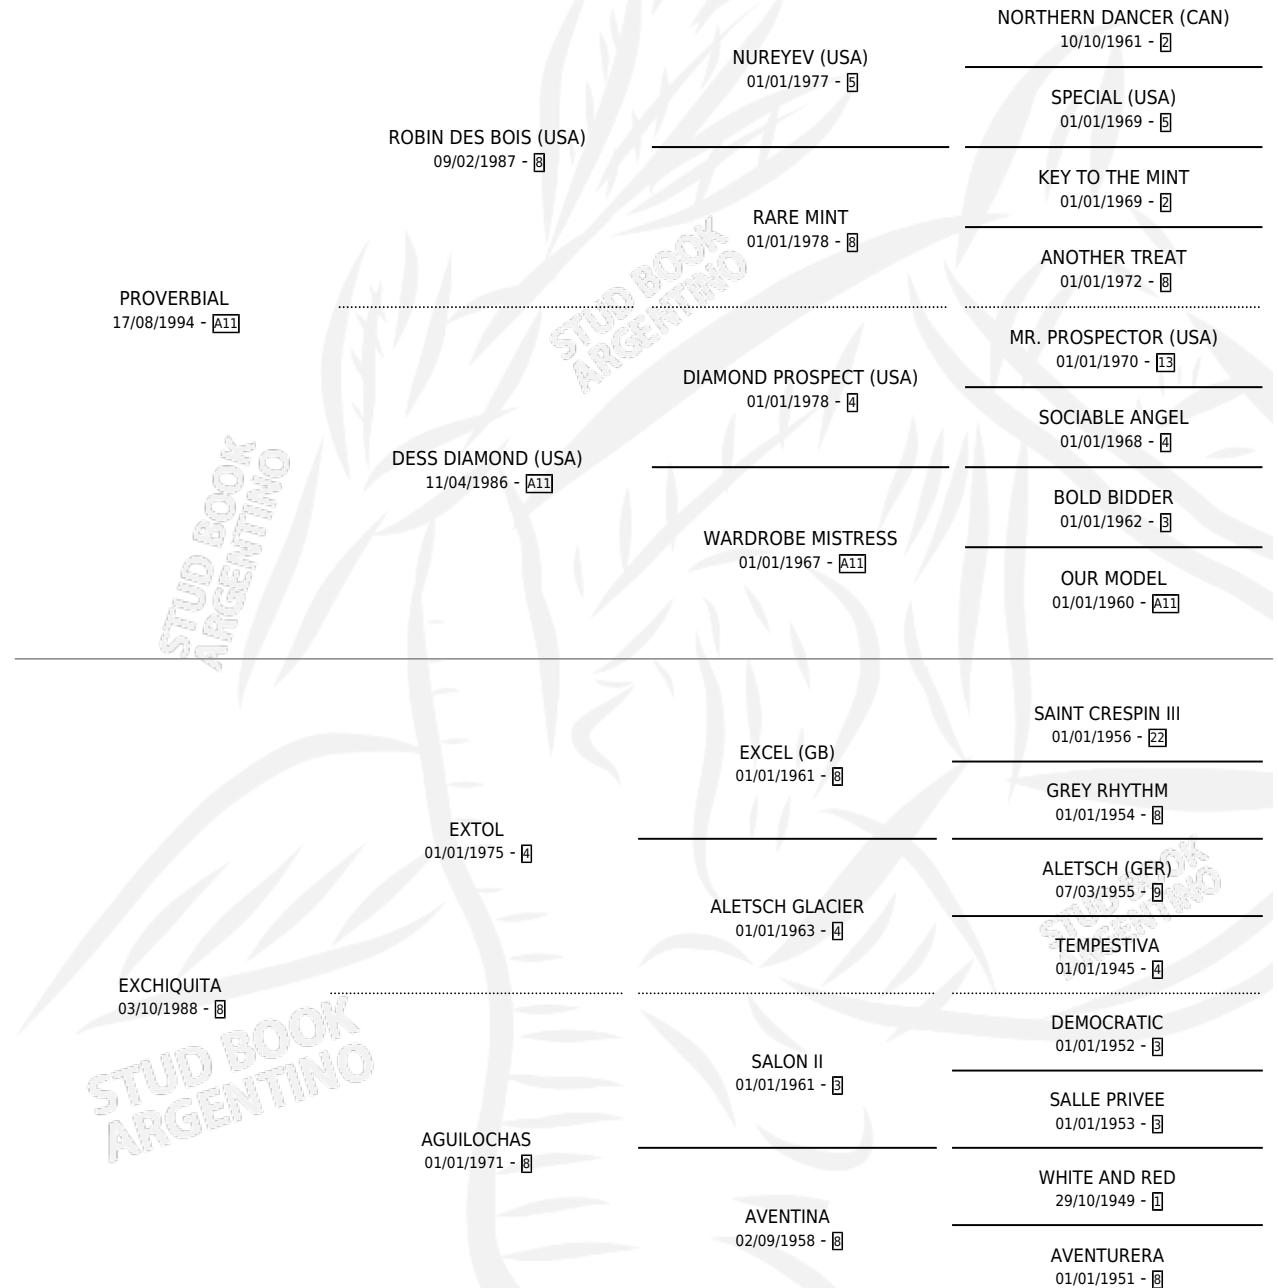 NORTHERN DANCER (CAN)
10/10/1961 - 2
NUREYEV (USA)
01/01/1977 - 5
SPECIAL (USA)
01/01/1969 - 5
ROBIN DES BOIS (USA)
09/02/1987 - 8
KEY TO THE MINT
01/01/1969 - 2
RARE MINT
01/01/1978 - 8
ANOTHER TREAT
01/01/1972 - 8
PROVERBIAL
17/08/1994 - A11
STUD BOOK
ARGENTINO
MR. PROSPECTOR (USA)
01/01/1970 - 13
DIAMOND PROSPECT (USA)
01/01/1978 - 4
SOCIABLE ANGEL
01/01/1968 - 4
DESS DIAMOND (USA)
11/04/1986 - A11
STUD BOOK
ARGENTINO
BOLD BIDDER
01/01/1962 - 3
WARDROBE MISTRESS
01/01/1967 - A11
OUR MODEL
01/01/1960 - A11
SAINT CRESPIN III
01/01/1956 - 22
EXCEL (GB)
01/01/1961 - 8
GREY RHYTHM
01/01/1954 - 8
EXTOL
01/01/1975 - 4
ALETSCH (GER)
07/03/1955 - 9
STUD BOOK
ARGENTINO
ALETSCH GLACIER
01/01/1963 - 4
TEMPESTIVA
01/01/1945 - 4
EXCHIQUITA
03/10/1988 - 8
STUD BOOK
ARGENTINO
DEMOCRATIC
01/01/1952 - 3
SALON II
01/01/1961 - 3
SALLE PRIVEE
01/01/1953 - 3
AGUILOCHAS
01/01/1971 - 8
WHITE AND RED
29/10/1949 - 1
AVENTINA
02/09/1958 - 8
AVENTURERA
01/01/1951 - 8